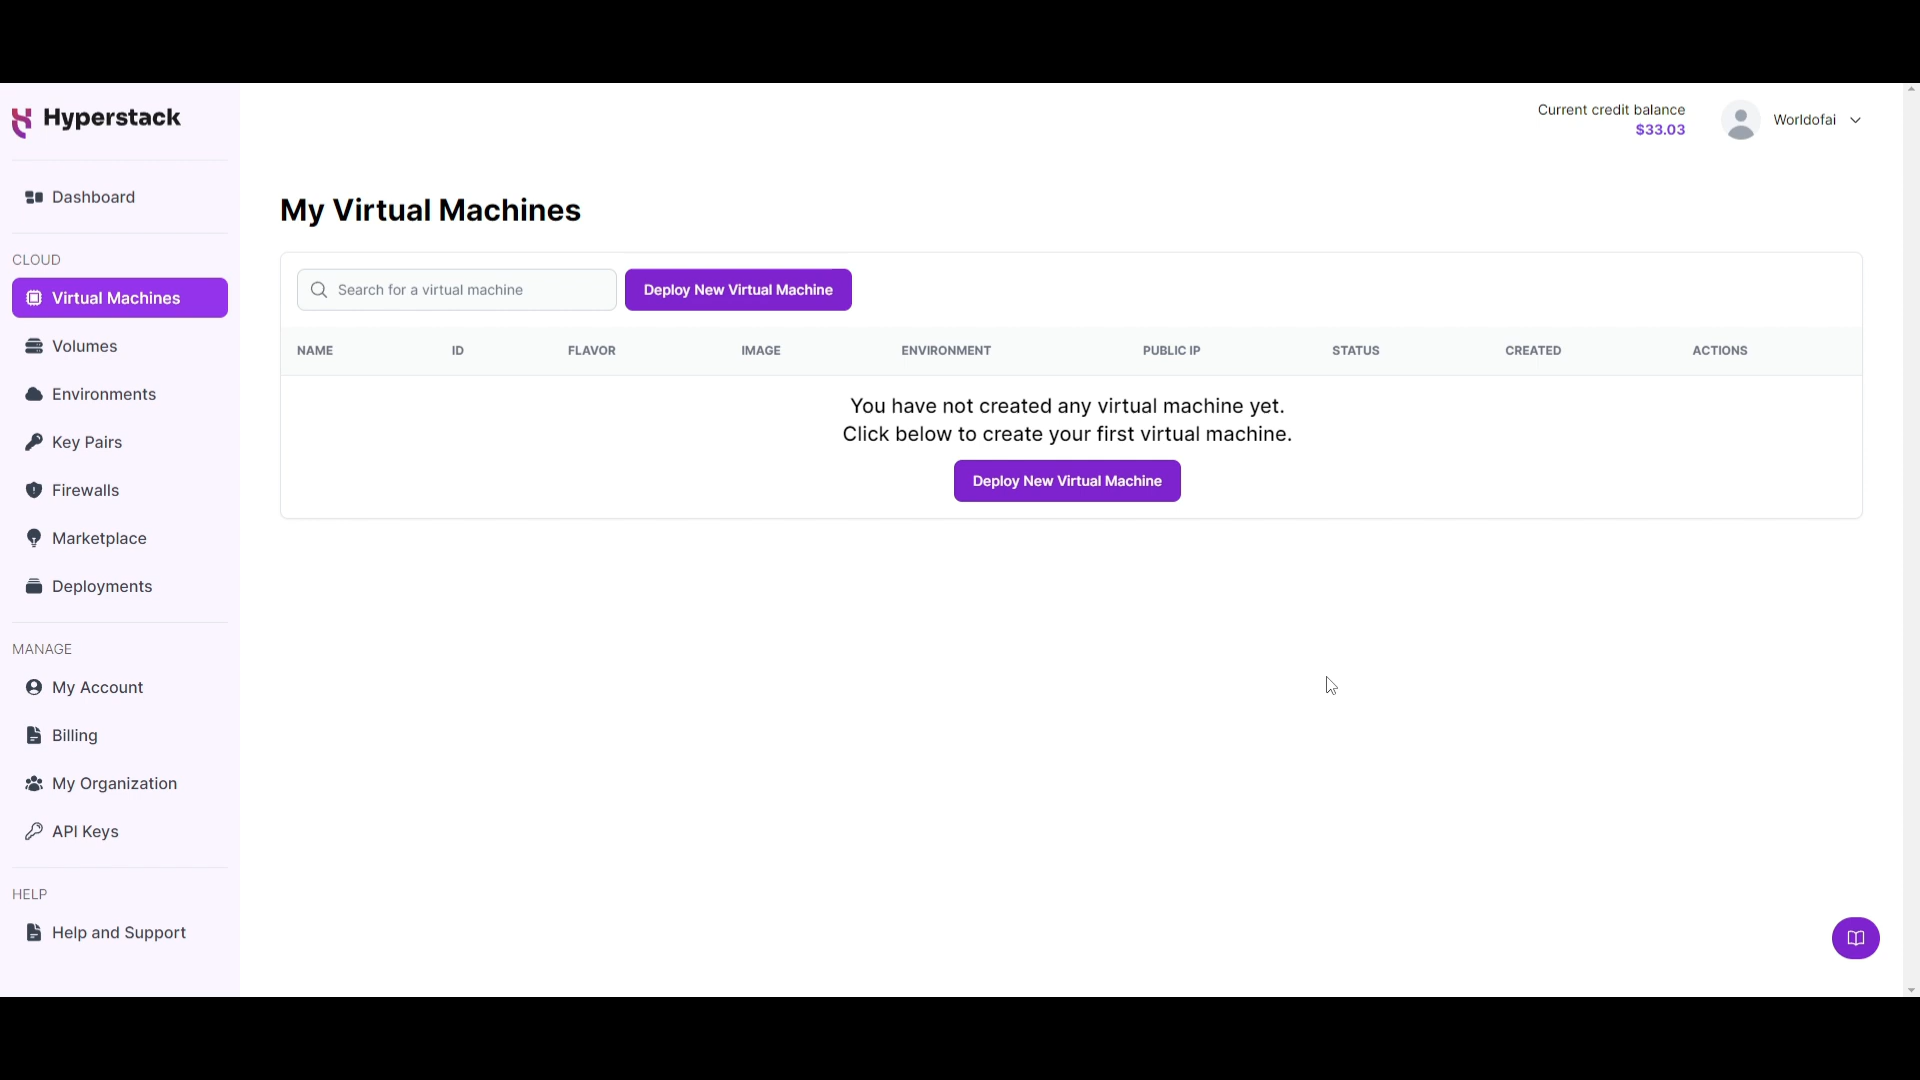 Hyperstack
Current credit balance
$33.03
Worldofai
Dashboard
CLOUD
Virtual Machines
Volumes
Environments
Key Pairs
Firewalls
Marketplace
Deployments
MANAGE
My Account
Billing
My Organization
API Keys
HELP
Help and Support
My Virtual Machines
Search for a virtual machine
Deploy New Virtual Machine
NAME ID FLAVOR IMAGE ENVIRONMENT PUBLIC IP STATUS CREATED ACTIONS
You have not created any virtual machine yet.
Click below to create your first virtual machine.
Deploy New Virtual Machine